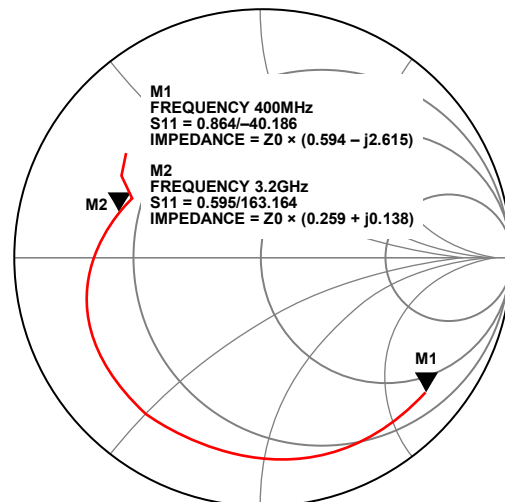 M1
FREQUENCY 400MHz
S11 = 0.864/–40.186
IMPEDANCE = Z0 × (0.594 – j2.615)
M2
FREQUENCY 3.2GHz
S11 = 0.595/163.164
IMPEDANCE = Z0 × (0.259 + j0.138)
M2
M1